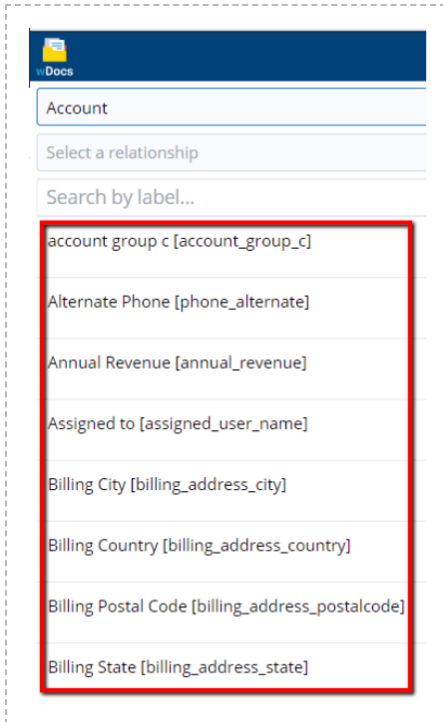 wDocs
Account
Select a relationship
Search by label...
account group c [account_group_c]
Alternate Phone [phone_alternate]
Annual Revenue [annual_revenue]
Assigned to [assigned_user_name]
Billing City [billing_address_city]
Billing Country [billing_address_country]
Billing Postal Code [billing_address_postalcode]
Billing State [billing_address_state]